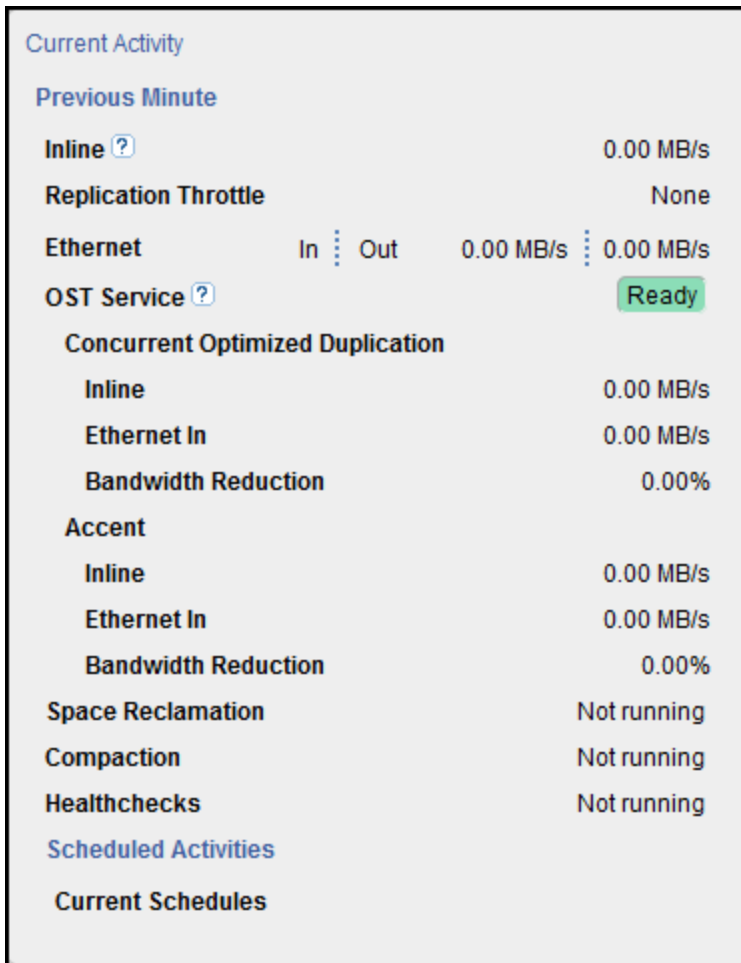 Current Activity
Previous Minute
Inline ? 0.00 MB/s
Replication Throttle None
Ethernet In Out 0.00 MB/s 0.00 MB/s
OST Service ? Ready
Concurrent Optimized Duplication
Inline 0.00 MB/s
Ethernet In 0.00 MB/s
Bandwidth Reduction 0.00%
Accent
Inline 0.00 MB/s
Ethernet In 0.00 MB/s
Bandwidth Reduction 0.00%
Space Reclamation Not running
Compaction Not running
Healthchecks Not running
Scheduled Activities
Current Schedules